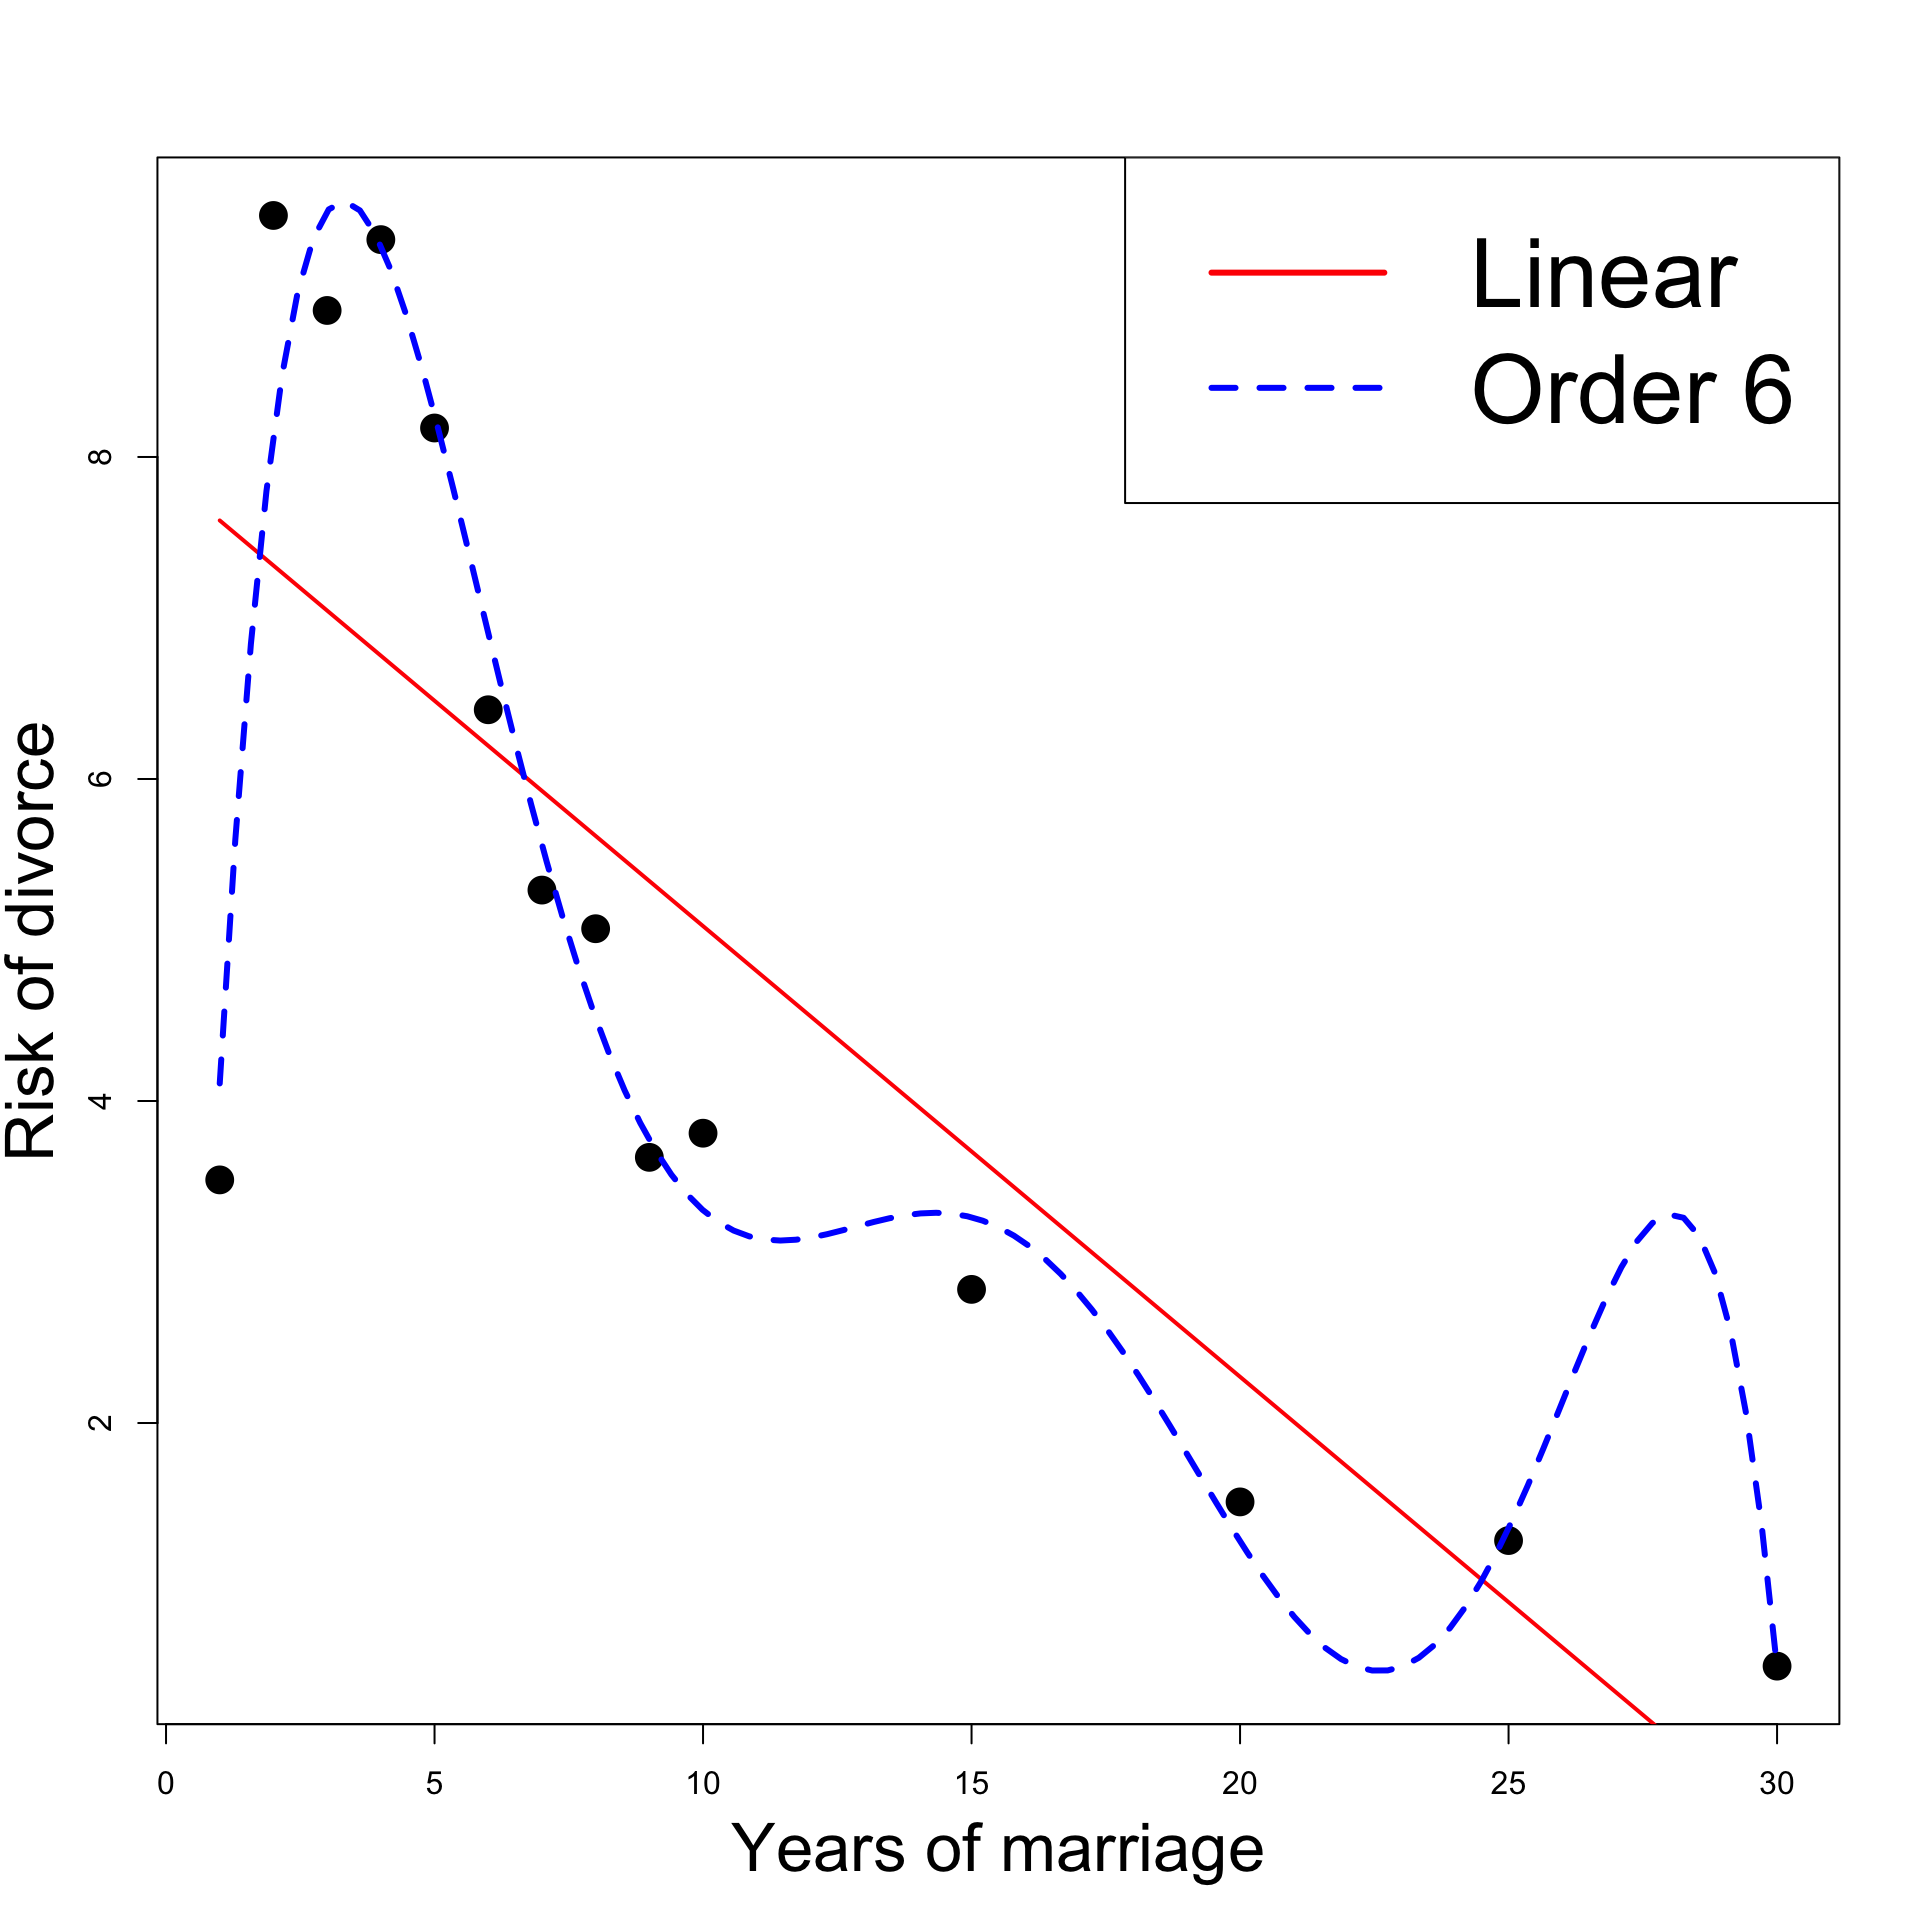 Linear
Order 6
Risk of divorce
8
6
4
2
0 5 10 15 20 25 30
Years of marriage